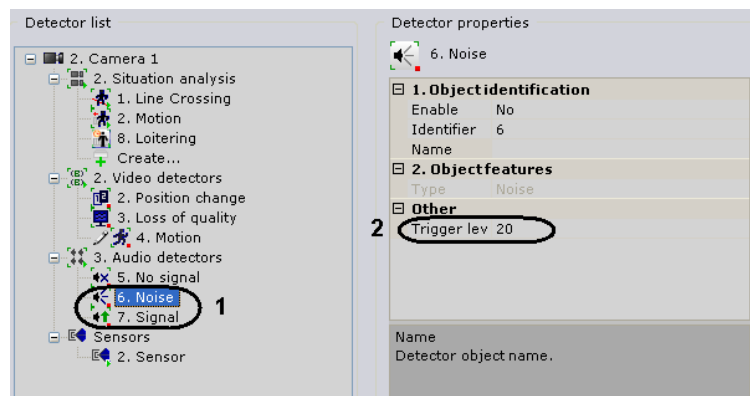 Detector list
2. Camera 1
2. Situation analysis
1. Line Crossing
2. Motion
8. Loitering
Create...
2. Video detectors
2. Position change
3. Loss of quality
4. Motion
3. Audio detectors
5. No signal
6. Noise
7. Signal
1
Sensors
2. Sensor
Detector properties
6. Noise
1. Object identification
Enable No
Identifier 6
Name
2. Object features
Type Noise
Other
2 Trigger lev 20
Name
Detector object name.